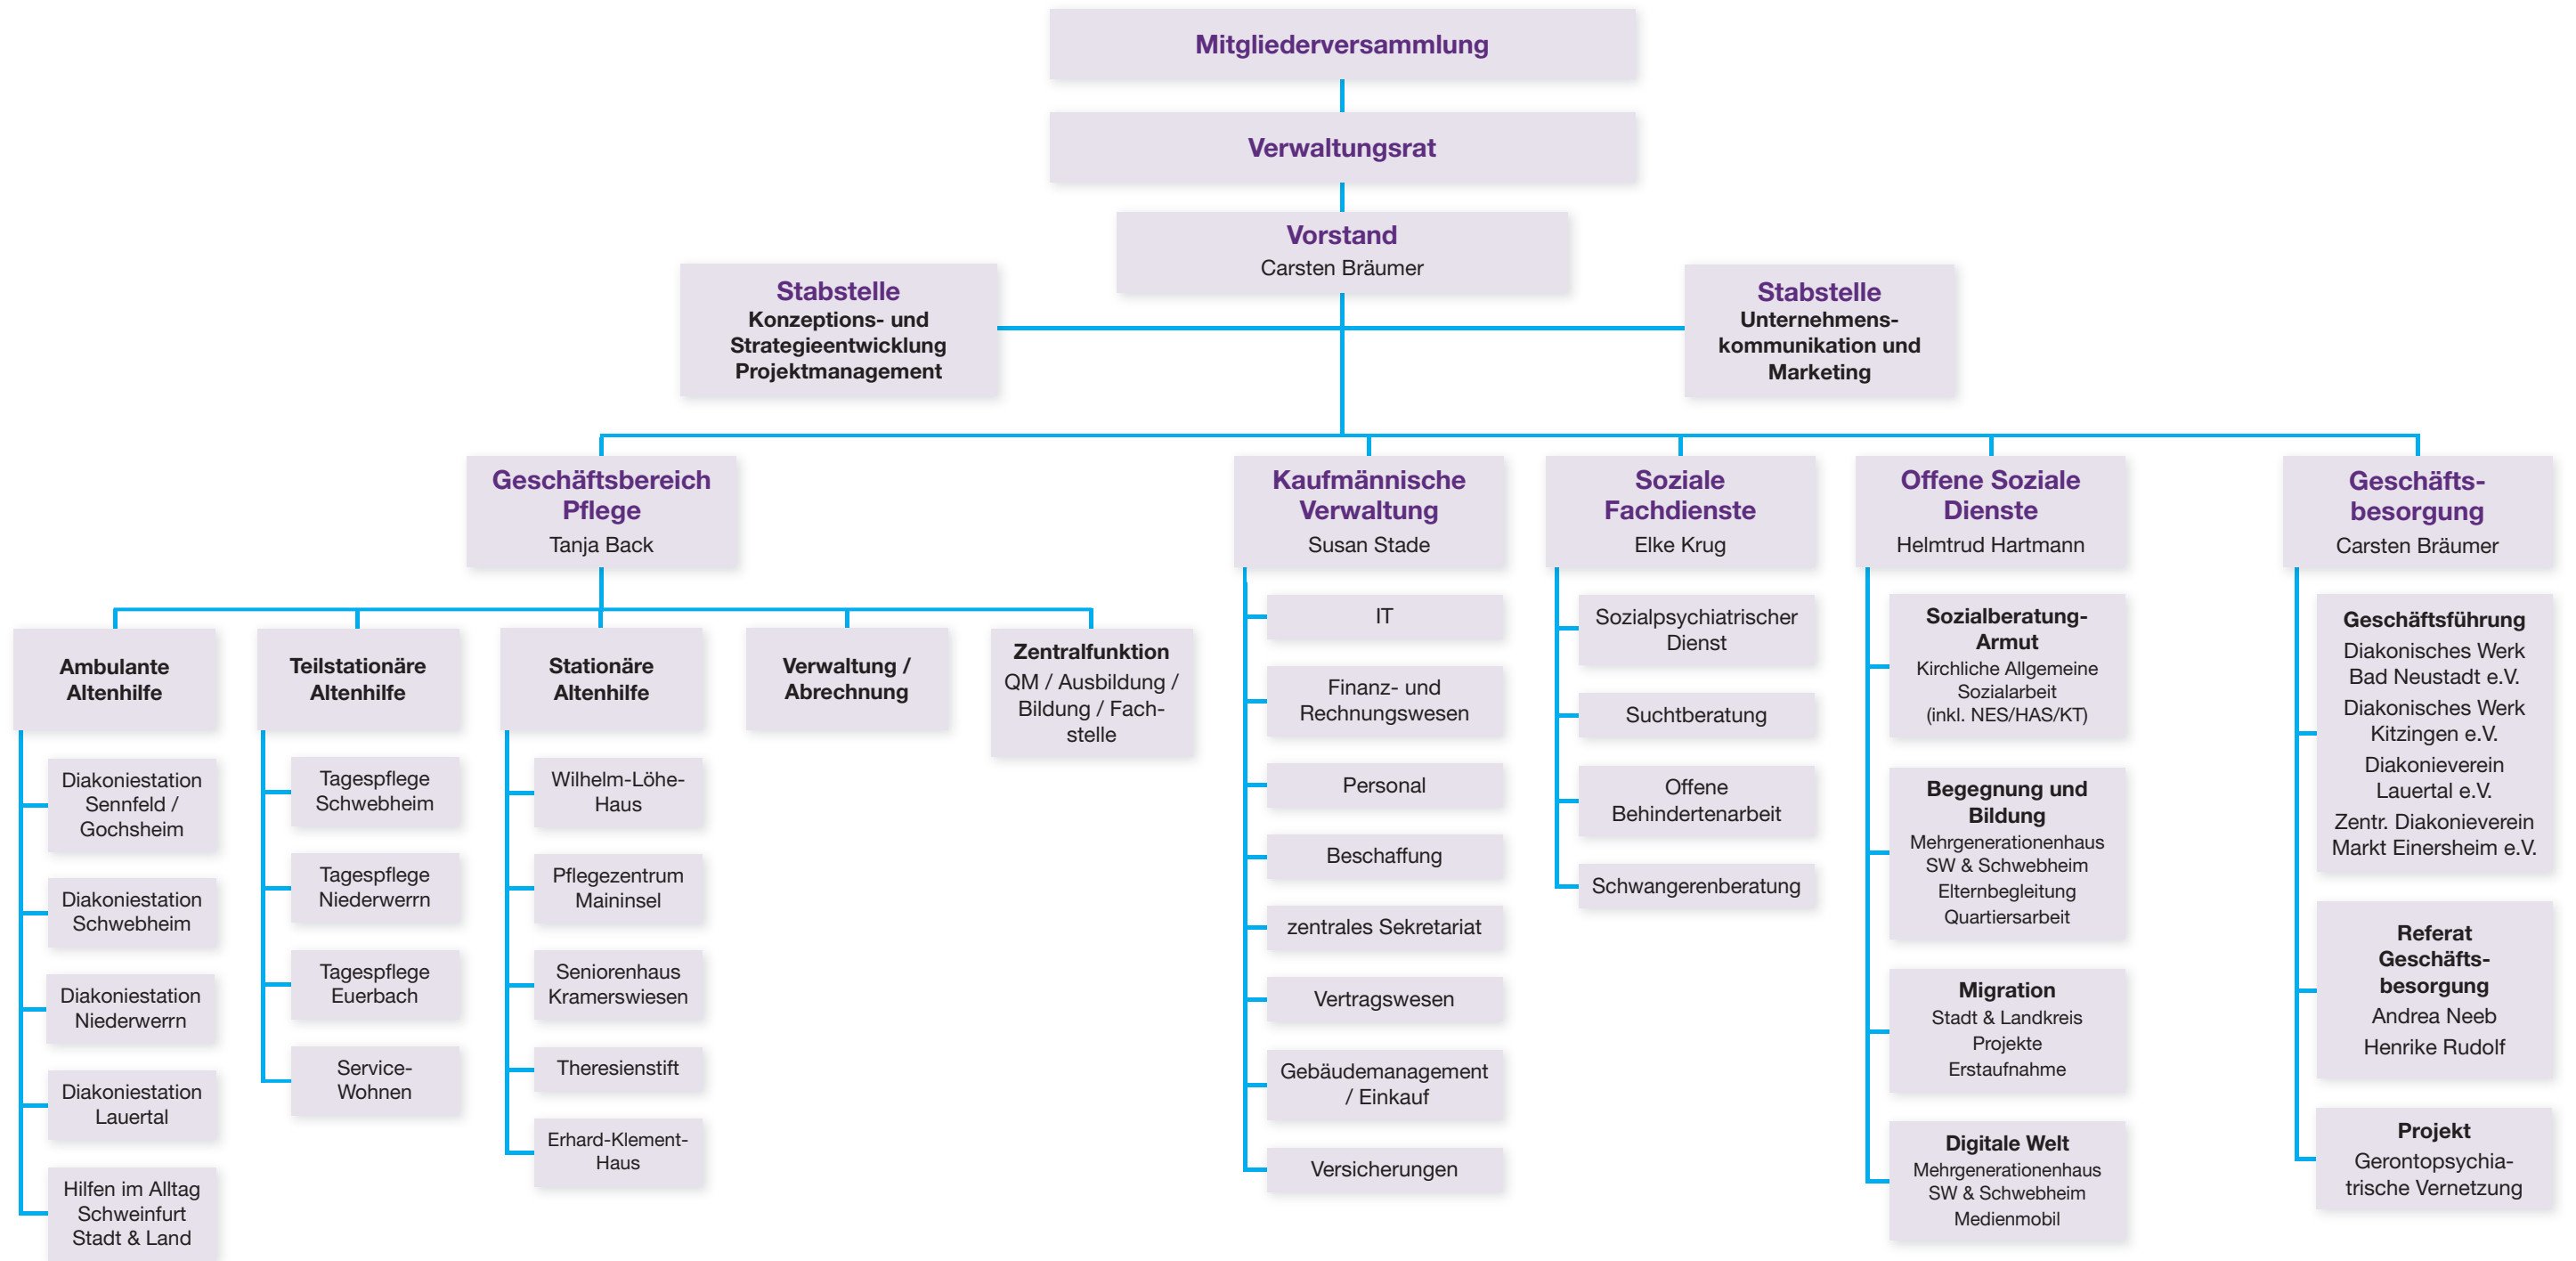 Mitgliederversammlung
Verwaltungsrat
Vorstand
Carsten Bräumer
Stabstelle
Konzeptions- und
Strategieentwicklung
Projektmanagement
Stabstelle
Unternehmens-
kommunikation und
Marketing
Geschäftsbereich
Pflege
Tanja Back
Kaufmännische
Verwaltung
Susan Stade
Soziale
Fachdienste
Elke Krug
Offene Soziale
Dienste
Helmtrud Hartmann
Geschäfts-
besorgung
Carsten Bräumer
Ambulante
Altenhilfe
Diakoniestation
Sennfeld /
Gochsheim
Diakoniestation
Schwebheim
Diakoniestation
Niederwerrn
Diakoniestation
Lauertal
Hilfen im Alltag
Schweinfurt
Stadt & Land
Teilstationäre
Altenhilfe
Tagespflege
Schwebheim
Tagespflege
Niederwerrn
Tagespflege
Euerbach
Service-
Wohnen
Stationäre
Altenhilfe
Wilhelm-Löhe-
Haus
Pflegezentrum
Maininsel
Seniorenhaus
Kramerswiesen
Theresienstift
Erhard-Klement-
Haus
Verwaltung /
Abrechnung
Zentralfunktion
QM / Ausbildung /
Bildung / Fach-
stelle
IT
Finanz- und
Rechnungswesen
Personal
Beschaffung
zentrales Sekretariat
Vertragswesen
Gebäudemanagement
/ Einkauf
Versicherungen
Sozialpsychiatrischer
Dienst
Suchtberatung
Offene
Behindertenarbeit
Schwangerenberatung
Sozialberatung-
Armut
Kirchliche Allgemeine
Sozialarbeit
(inkl. NES/HAS/KT)
Begegnung und
Bildung
Mehrgenerationenhaus
SW & Schwebheim
Elternbegleitung
Quartiersarbeit
Migration
Stadt & Landkreis
Projekte
Erstaufnahme
Digitale Welt
Mehrgenerationenhaus
SW & Schwebheim
Medienmobil
Geschäftsführung
Diakonisches Werk
Bad Neustadt e.V.
Diakonisches Werk
Kitzingen e.V.
Diakonieverein
Lauertal e.V.
Zentr. Diakonieverein
Markt Einersheim e.V.
Referat
Geschäfts-
besorgung
Andrea Neeb
Henrike Rudolf
Projekt
Gerontopsychia-
trische Vernetzung